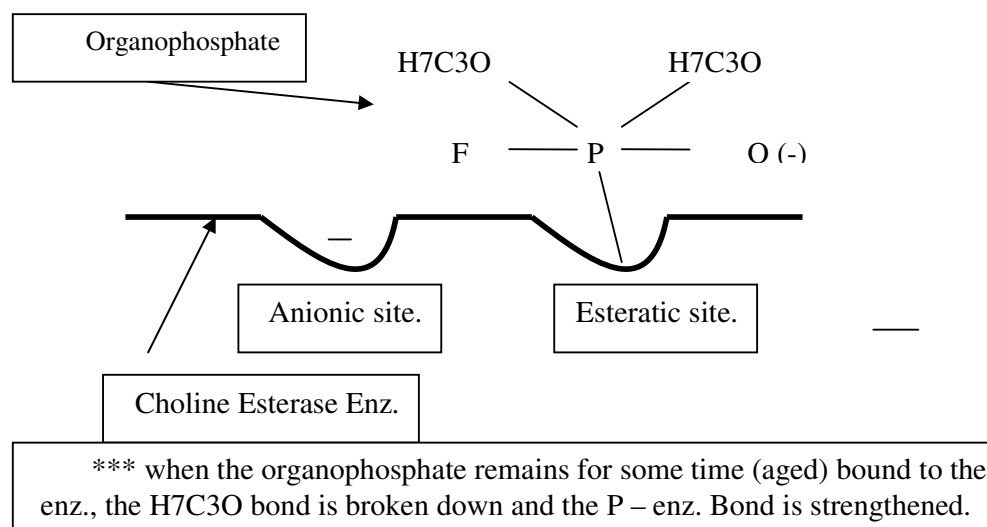 Organophosphate
H7C3O H7C3O
F P O (-)
Anionic site. Esteratic site.
Choline Esterase Enz.
*** when the organophosphate remains for some time (aged) bound to the
enz., the H7C3O bond is broken down and the P – enz. Bond is strengthened.